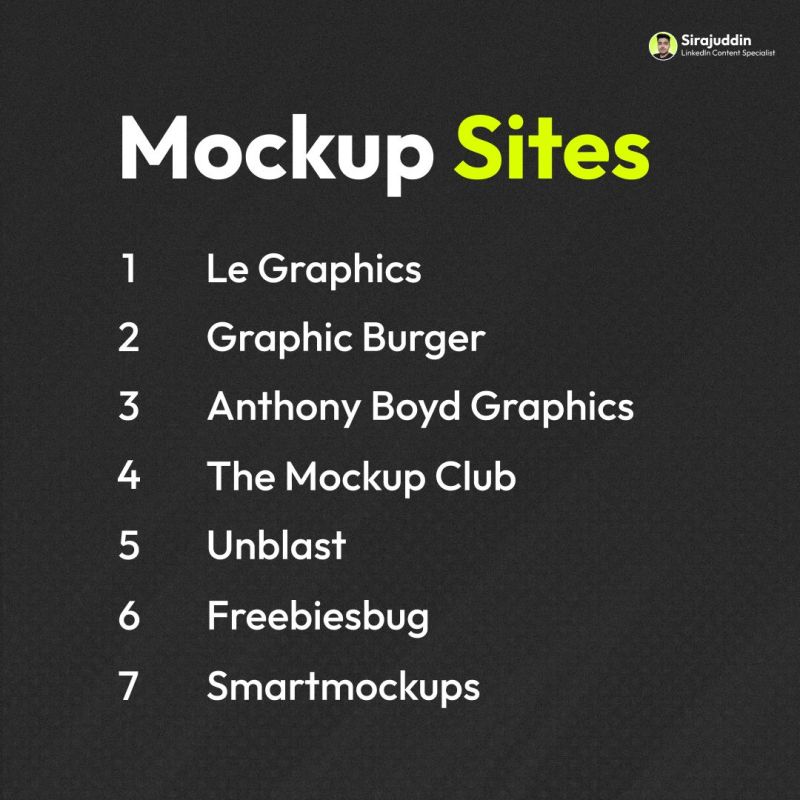 Sirajuddin
LinkedIn Content Specialist
Mockup Sites
1 Le Graphics
2 Graphic Burger
3 Anthony Boyd Graphics
4 The Mockup Club
5 Unblast
6 Freebiesbug
7 Smartmockups